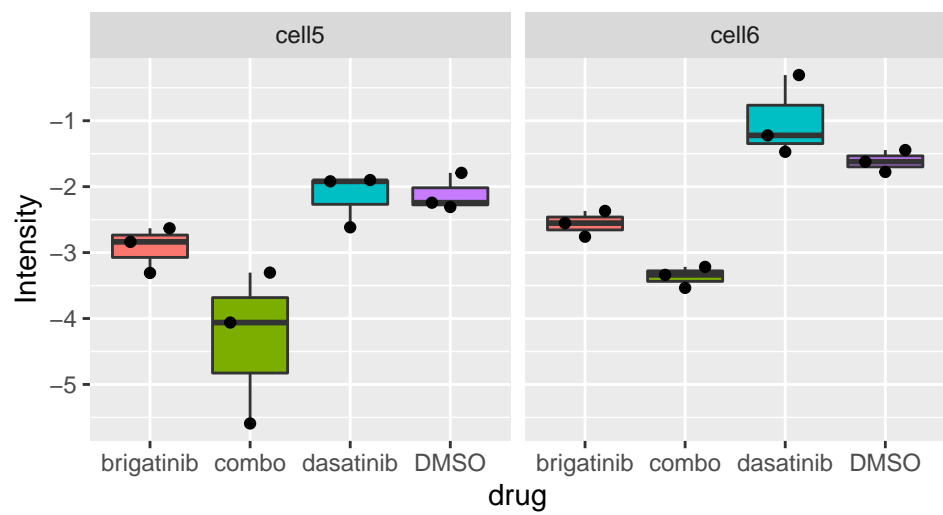 cell5 cell6
Intensity
−1
−2
−3
−4
−5
brigatinib combo dasatinib DMSO brigatinib combo dasatinib DMSO
drug